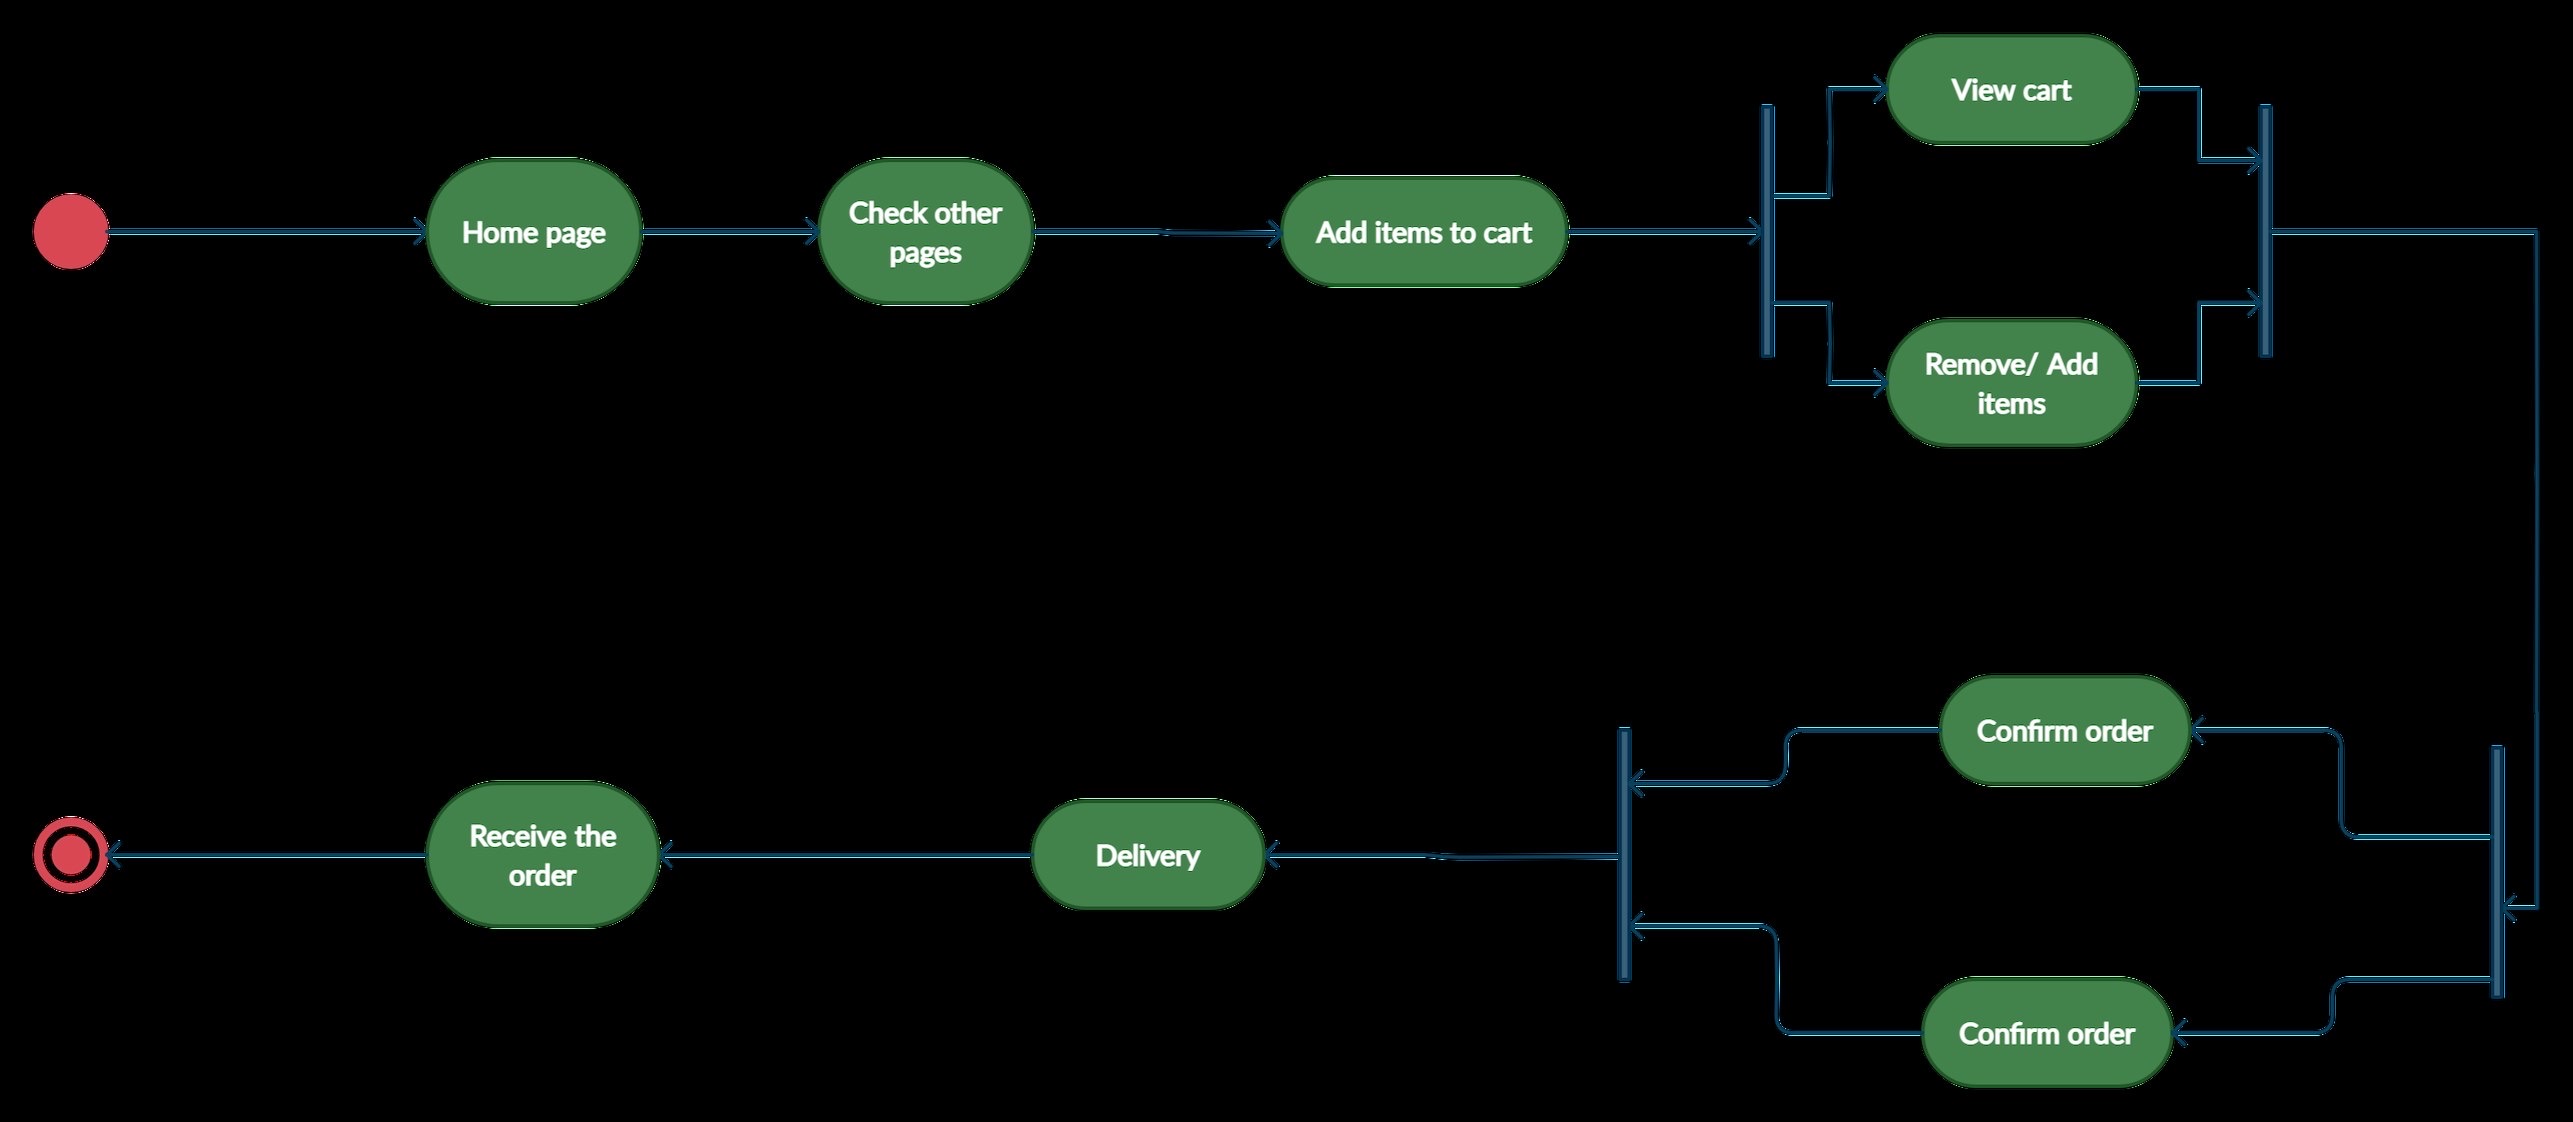 View cart
Home page
Check other
pages
Add items to cart
Remove/ Add
items
Confirm order
Receive the
order
Delivery
Confirm order